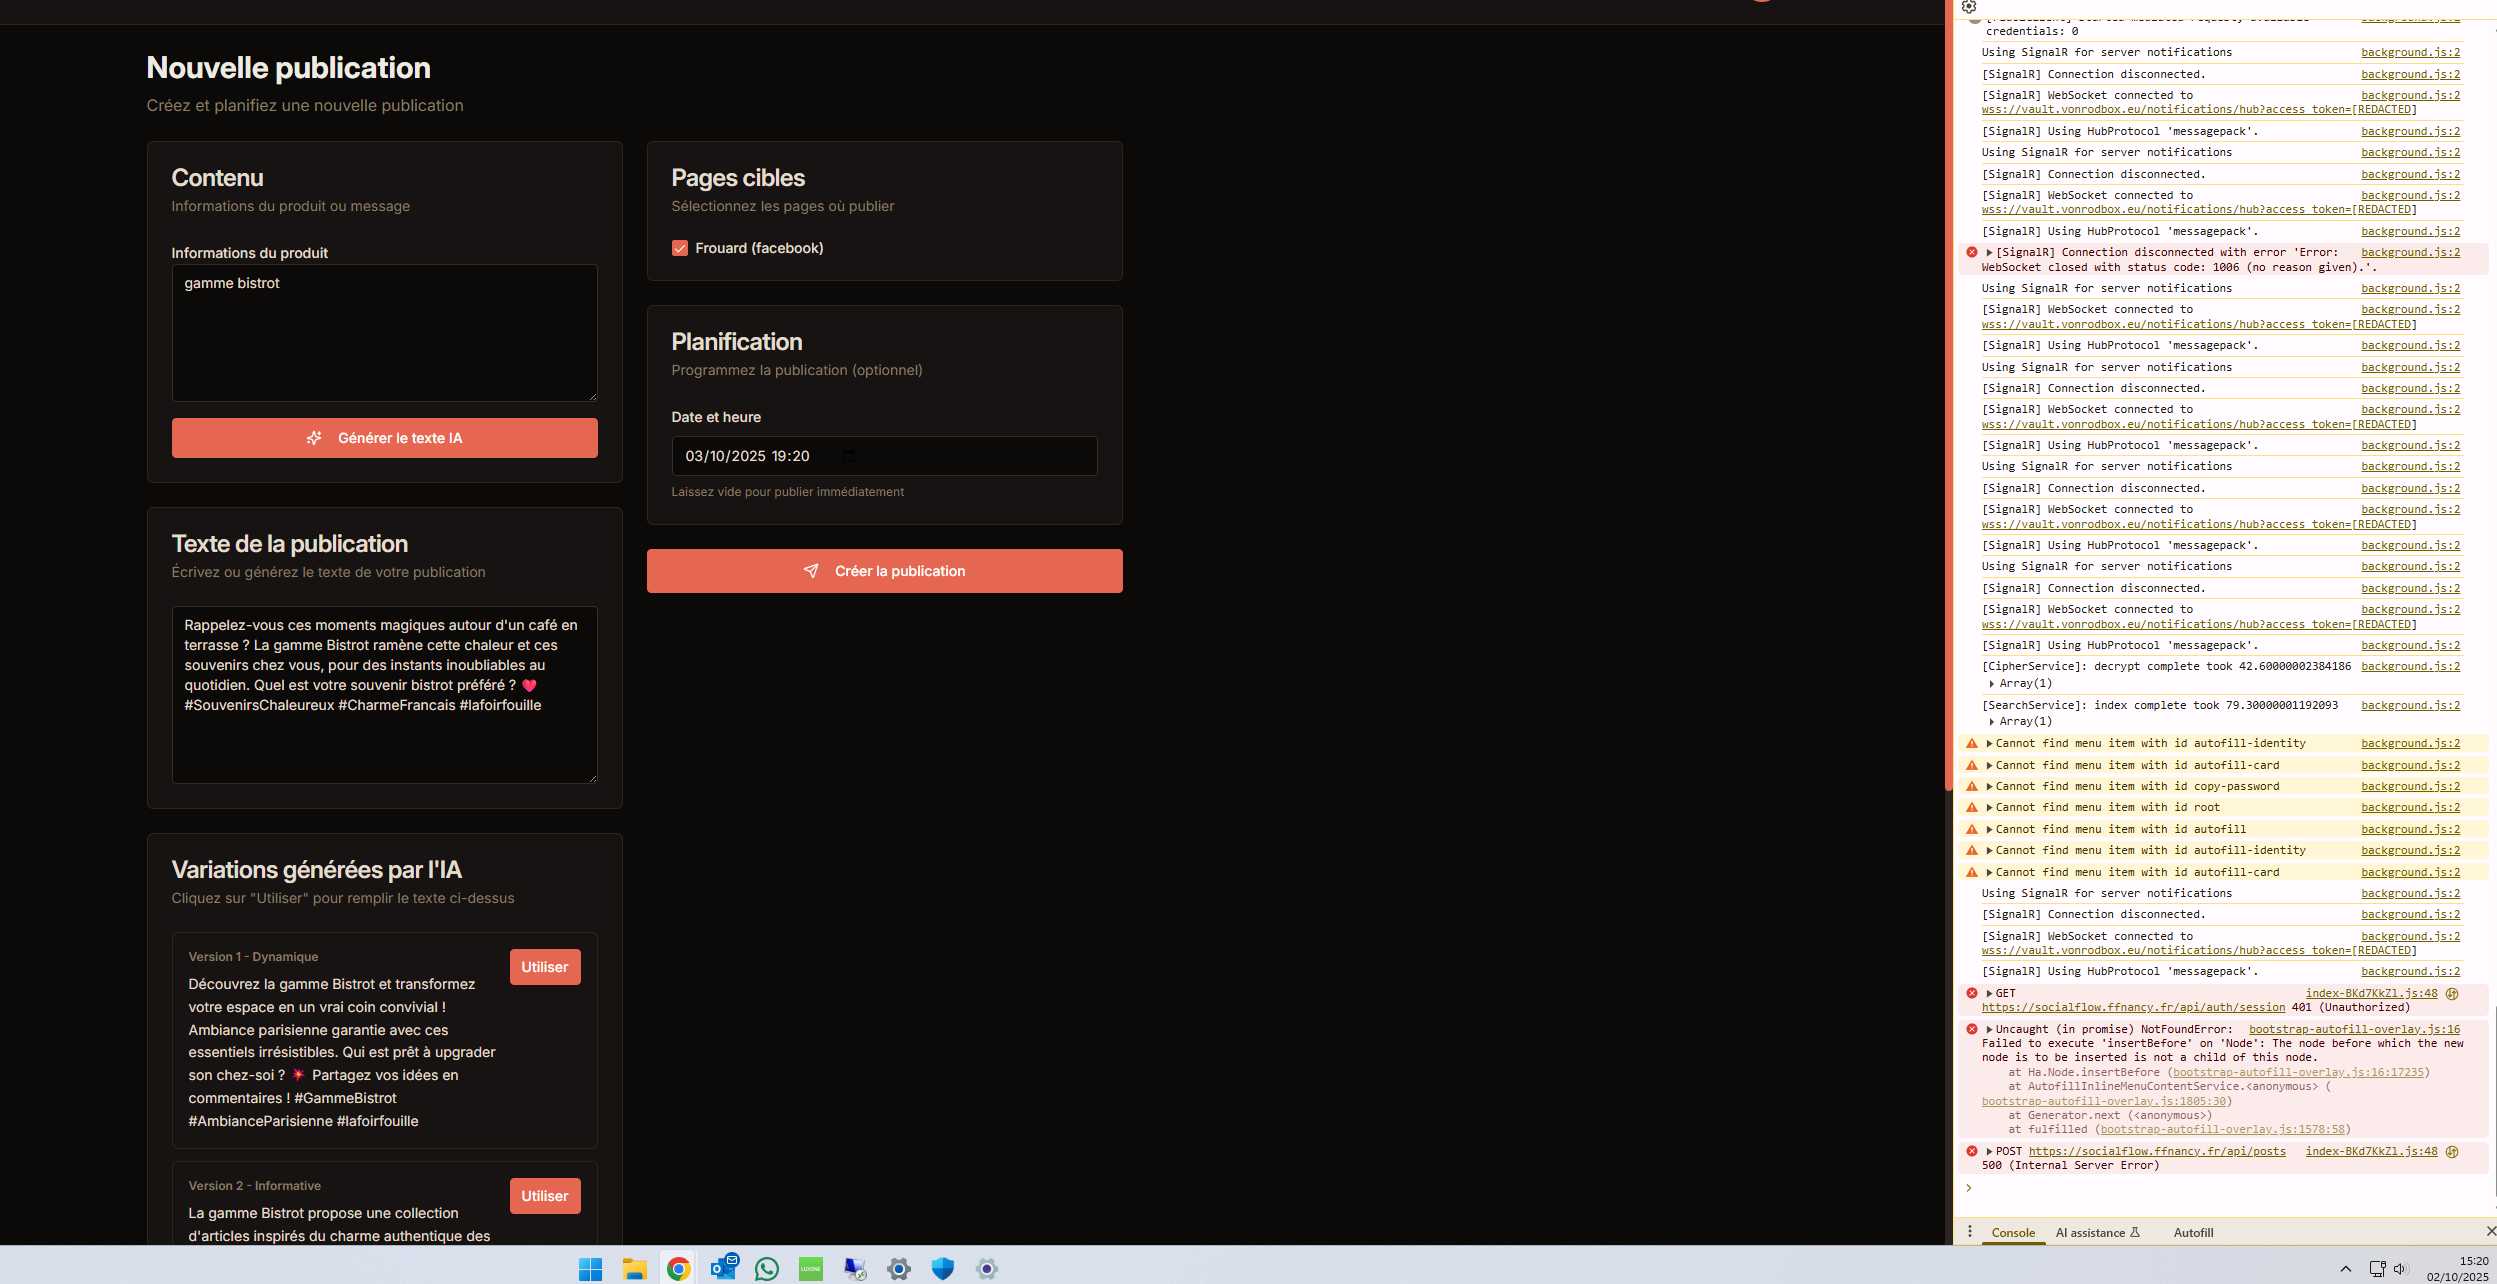 Nouvelle publication
Créez et planifiez une nouvelle publication
Contenu
Informations du produit ou message
Informations du produit
gamme bistrot
Générer le texte IA
Texte de la publication
Écrivez ou générez le texte de votre publication
Rappelez-vous ces moments magiques autour d'un café en
terrasse ? La gamme Bistrot ramène cette chaleur et ces
souvenirs chez vous, pour des instants inoubliables au
quotidien. Quel est votre souvenir bistrot préféré ? 💗
#SouvenirsChaleureux #CharmeFrancais #lafoirfouille
Variations générées par l'IA
Cliquez sur "Utiliser" pour remplir le texte ci-dessus
Version 1 - Dynamique
Utiliser
Découvrez la gamme Bistrot et transformez
votre espace en un vrai coin convivial !
Ambiance parisienne garantie avec ces
essentiels irrésistibles. Qui est prêt à upgrader
son chez-soi ? 💥 Partagez vos idées en
commentaires ! #GammeBistrot
#AmbianceParisienne #lafoirfouille
Version 2 - Informative
Utiliser
La gamme Bistrot propose une collection
d'articles inspirés du charme authentique des
Pages cibles
Sélectionnez les pages où publier
Frouard (facebook)
Planification
Programmez la publication (optionnel)
Date et heure
03/10/2025 19:20
Laissez vide pour publier immédiatement
Créer la publication
credentials: 0
Using SignalR for server notifications background.js:2
[SignalR] Connection disconnected. background.js:2
[SignalR] WebSocket connected to background.js:2
wss://vault.vonrodbox.eu/notifications/hub?access_token=[REDACTED]
[SignalR] Using HubProtocol 'messagepack'. background.js:2
Using SignalR for server notifications background.js:2
[SignalR] Connection disconnected. background.js:2
[SignalR] WebSocket connected to background.js:2
wss://vault.vonrodbox.eu/notifications/hub?access_token=[REDACTED]
[SignalR] Using HubProtocol 'messagepack'. background.js:2
[SignalR] Connection disconnected with error 'Error: background.js:2
WebSocket closed with status code: 1006 (no reason given).'.
Using SignalR for server notifications background.js:2
[SignalR] WebSocket connected to background.js:2
wss://vault.vonrodbox.eu/notifications/hub?access_token=[REDACTED]
[SignalR] Using HubProtocol 'messagepack'. background.js:2
Using SignalR for server notifications background.js:2
[SignalR] Connection disconnected. background.js:2
[SignalR] WebSocket connected to background.js:2
wss://vault.vonrodbox.eu/notifications/hub?access_token=[REDACTED]
[SignalR] Using HubProtocol 'messagepack'. background.js:2
Using SignalR for server notifications background.js:2
[SignalR] Connection disconnected. background.js:2
[SignalR] WebSocket connected to background.js:2
wss://vault.vonrodbox.eu/notifications/hub?access_token=[REDACTED]
[SignalR] Using HubProtocol 'messagepack'. background.js:2
Using SignalR for server notifications background.js:2
[SignalR] Connection disconnected. background.js:2
[SignalR] WebSocket connected to background.js:2
wss://vault.vonrodbox.eu/notifications/hub?access_token=[REDACTED]
[SignalR] Using HubProtocol 'messagepack'. background.js:2
[CipherService]: decrypt complete took 42.60000002384186 background.js:2
Array(1)
[SearchService]: index complete took 79.30000001192093 background.js:2
Array(1)
Cannot find menu item with id autofill-identity background.js:2
Cannot find menu item with id autofill-card background.js:2
Cannot find menu item with id copy-password background.js:2
Cannot find menu item with id root background.js:2
Cannot find menu item with id autofill background.js:2
Cannot find menu item with id autofill-identity background.js:2
Cannot find menu item with id autofill-card background.js:2
Using SignalR for server notifications background.js:2
[SignalR] Connection disconnected. background.js:2
[SignalR] WebSocket connected to background.js:2
wss://vault.vonrodbox.eu/notifications/hub?access_token=[REDACTED]
[SignalR] Using HubProtocol 'messagepack'. background.js:2
GET index-BKd7KkZl.js:48
https://socialflow.ffnancy.fr/api/auth/session 401 (Unauthorized)
Uncaught (in promise) NotFoundError: bootstrap-autofill-overlay.js:16
Failed to execute 'insertBefore' on 'Node': The node before which the new
node is to be inserted is not a child of this node.
at Ha.Node.insertBefore (bootstrap-autofill-overlay.js:16:17235)
at AutofillInlineMenuContentService.<anonymous> (
bootstrap-autofill-overlay.js:1805:30)
at Generator.next (<anonymous>)
at fulfilled (bootstrap-autofill-overlay.js:1578:58)
POST https://socialflow.ffnancy.fr/api/posts index-BKd7KkZl.js:48
500 (Internal Server Error)
Console AI assistance Autofill
LOXONE
15:20
02/10/2025